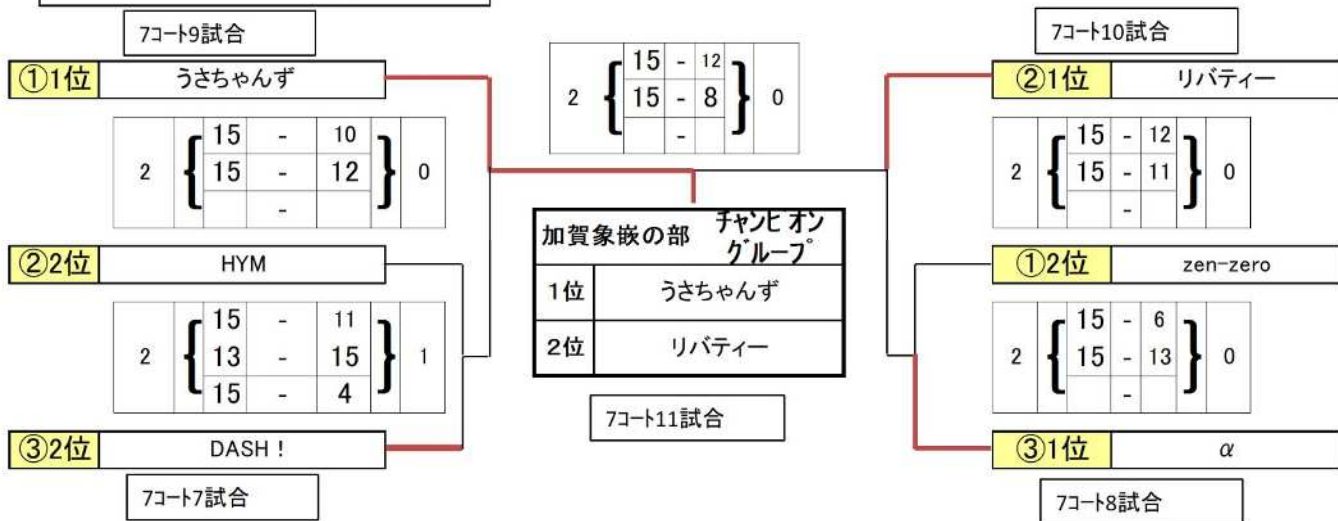 7コート9試合
①1位 うさちゃんず
2 { 15 - 10 } 0
15 - 12
-
②2位 HYM
2 { 15 - 11 } 1
13 - 15
15 - 4
③2位 DASH！
7コート7試合
2 { 15 - 12 } 0
15 - 8
-
加賀象嵌の部 チャンピオン
グループ
1位 うさちゃんず
2位 リバティー
7コート11試合
7コート10試合
②1位 リバティー
2 { 15 - 12 } 0
15 - 11
-
①2位 zen-zero
2 { 15 - 6 } 0
15 - 13
-
③1位 α
7コート8試合